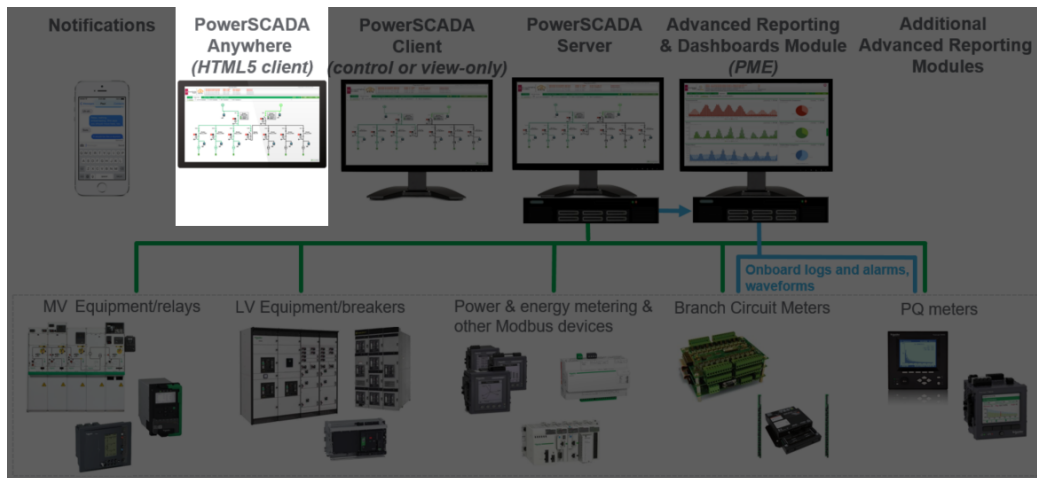 Notifications
PowerSCADA
Anywhere
(HTML5 client)
PowerSCADA
Client
(control or view-only)
PowerSCADA
Server
Advanced Reporting
& Dashboards Module
(PME)
Additional
Advanced Reporting
Modules
Onboard logs and alarms,
waveforms
MV Equipment/relays
LV Equipment/breakers
Power & energy metering &
other Modbus devices
Branch Circuit Meters
PQ meters